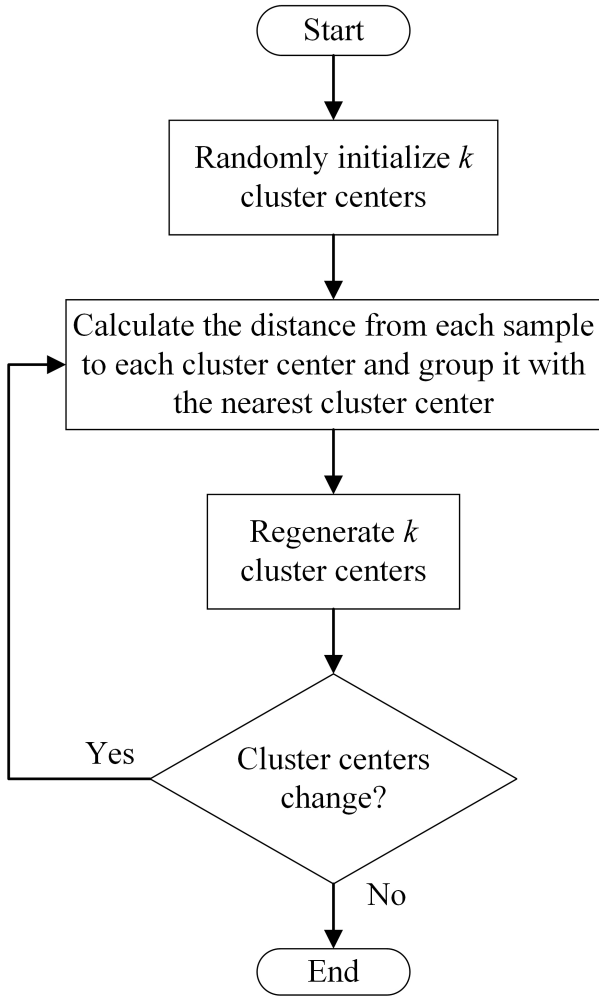 Start
Randomly initialize k
cluster centers
Calculate the distance from each sample
to each cluster center and group it with
the nearest cluster center
Regenerate k
cluster centers
Yes
Cluster centers
change?
No
End